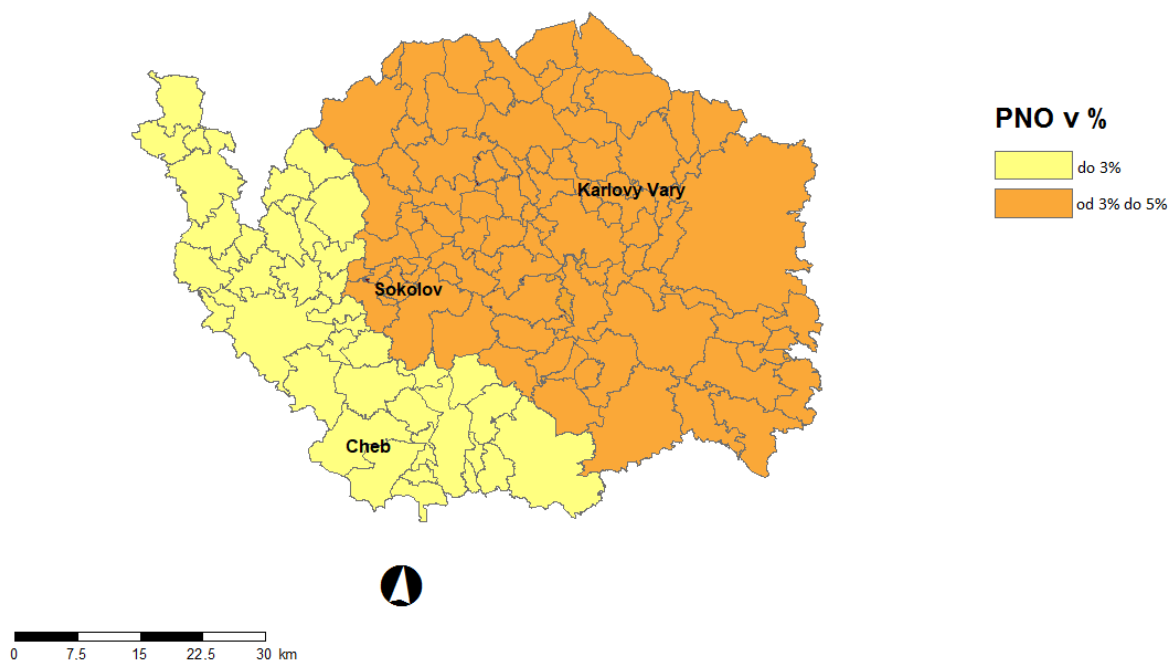 PNO v %
do 3%
od 3% do 5%
Karlovy Vary
Sokolov
Cheb
0 7.5 15 22.5 30 km